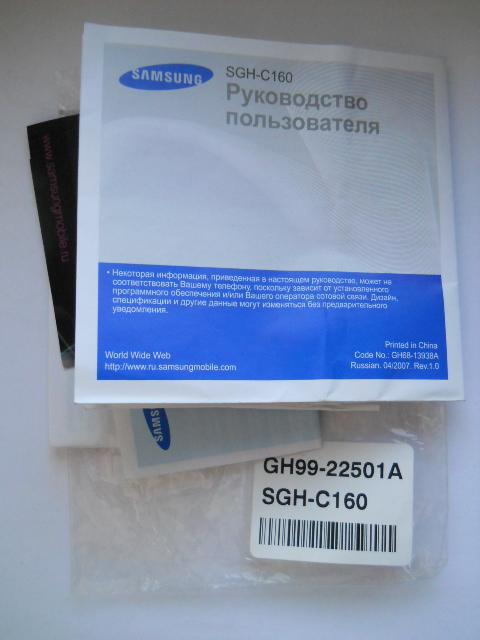 SAMSUNG
SGH-C160
Руководство
пользователя
www.samsungmobile.ru
• Некоторая информация, приведенная в настоящем руководстве, может не
соответствовать Вашему телефону, поскольку зависит от установленного
программного обеспечения и/или Вашего оператора сотовой связи. Дизайн,
спецификации и другие данные могут изменяться без предварительного
уведомления.
World Wide Web
http://www.ru.samsungmobile.com
Printed in China
Code No.: GH68-13938A
Russian. 04/2007. Rev.1.0
SAMSUNG
GH99-22501A
SGH-C160